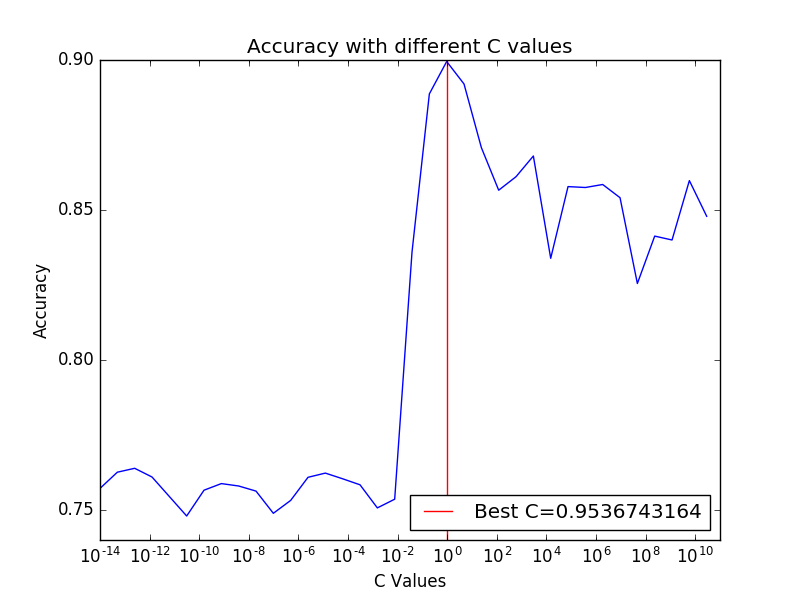 Accuracy with different C values
0.90
0.85
0.80
0.75
Accuracy
Best C=0.9536743164
10⁻¹⁴ 10⁻¹² 10⁻¹⁰ 10⁻⁸ 10⁻⁶ 10⁻⁴ 10⁻² 10⁰ 10² 10⁴ 10⁶ 10⁸ 10¹⁰
C Values